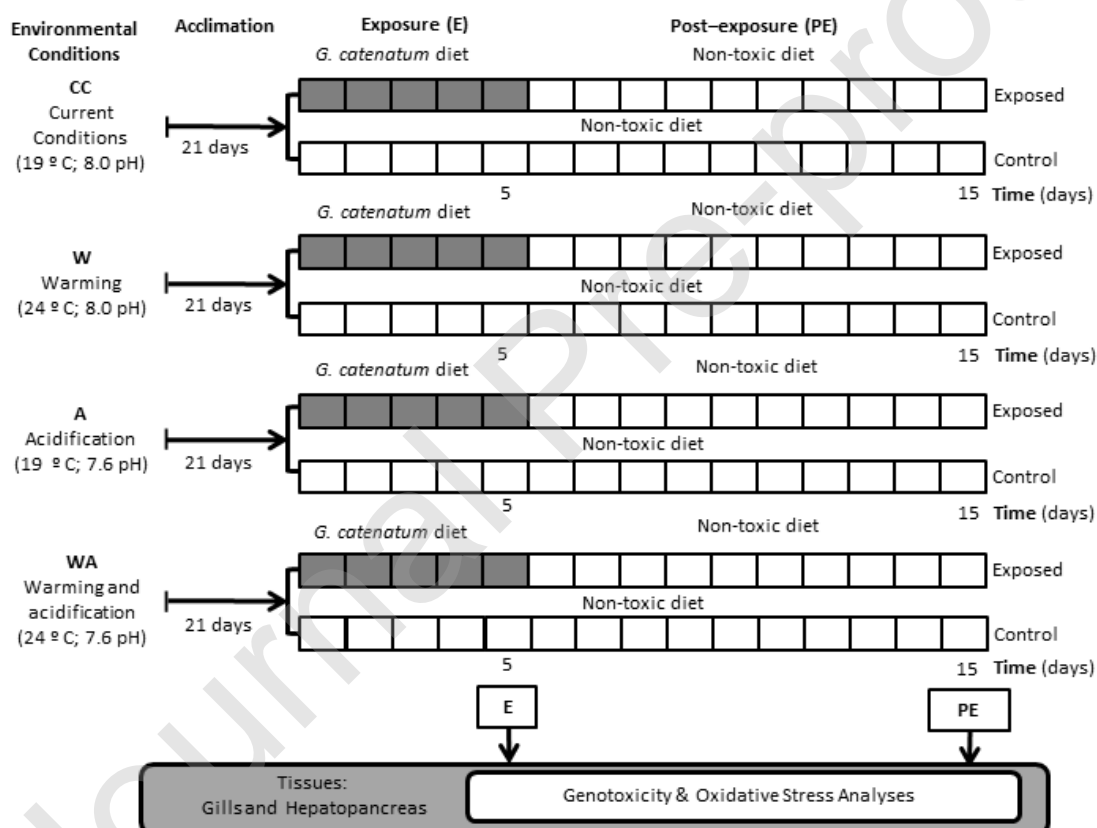 Environmental Conditions
Acclimation
Exposure (E)
Post–exposure (PE)
G. catenatum diet
Non-toxic diet
CC
Current
Conditions
(19 º C; 8.0 pH)
21 days
Exposed
Non-toxic diet
Control
5
15 Time (days)
G. catenatum diet
Non-toxic diet
W
Warming
(24 º C; 8.0 pH)
21 days
Exposed
Non-toxic diet
Control
5
15 Time (days)
G. catenatum diet
Non-toxic diet
A
Acidification
(19 º C; 7.6 pH)
21 days
Exposed
Non-toxic diet
Control
5
15 Time (days)
G. catenatum diet
Non-toxic diet
WA
Warming and
acidification
(24 º C; 7.6 pH)
21 days
Exposed
Non-toxic diet
Control
5
15 Time (days)
E
PE
Tissues:
Gills and Hepatopancreas
Genotoxicity & Oxidative Stress Analyses
Journal Pre-pro